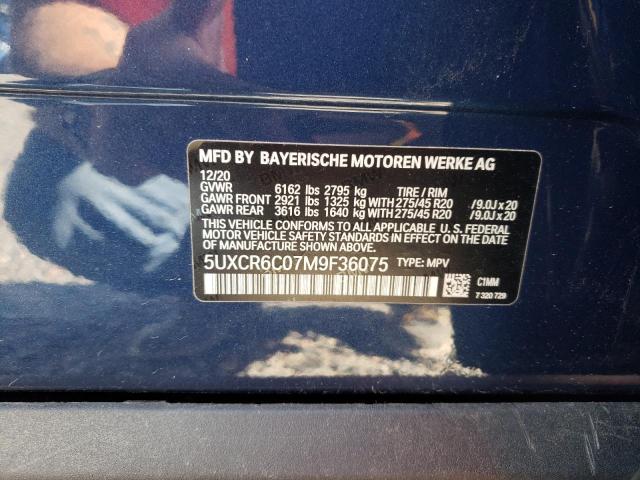 MFD BY BAYERISCHE MOTOREN WERKE AG
12/20
GVWR 6162 lbs 2795 kg TIRE / RIM
GAWR FRONT 2921 lbs 1325 kg WITH 275/45 R20 /9.0J x 20
GAWR REAR 3616 lbs 1640 kg WITH 275/45 R20 /9.0J x 20
THIS VEHICLE CONFORMS TO ALL APPLICABLE U. S. FEDERAL
MOTOR VEHICLE SAFETY STANDARDS IN EFFECT ON THE DATE OF
MANUFACTURE SHOWN ABOVE.
5UXCR6C07M9F36075 TYPE: MPV
C1MM
7 320 729